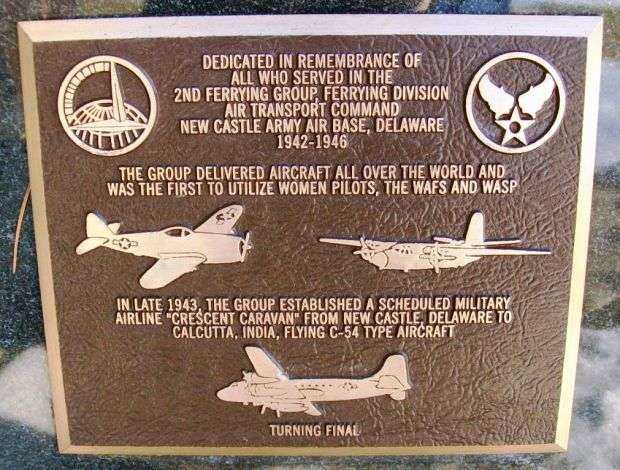 DEDICATED IN REMEMBRANCE OF
ALL WHO SERVED IN THE
2ND FERRYING GROUP, FERRYING DIVISION
AIR TRANSPORT COMMAND
NEW CASTLE ARMY AIR BASE, DELAWARE
1942-1946
THE GROUP DELIVERED AIRCRAFT ALL OVER THE WORLD AND
WAS THE FIRST TO UTILIZE WOMEN PILOTS, THE WAFS AND WASP
IN LATE 1943, THE GROUP ESTABLISHED A SCHEDULED MILITARY
AIRLINE "CRESCENT CARAVAN" FROM NEW CASTLE, DELAWARE TO
CALCUTTA, INDIA, FLYING C-54 TYPE AIRCRAFT
TURNING FINAL